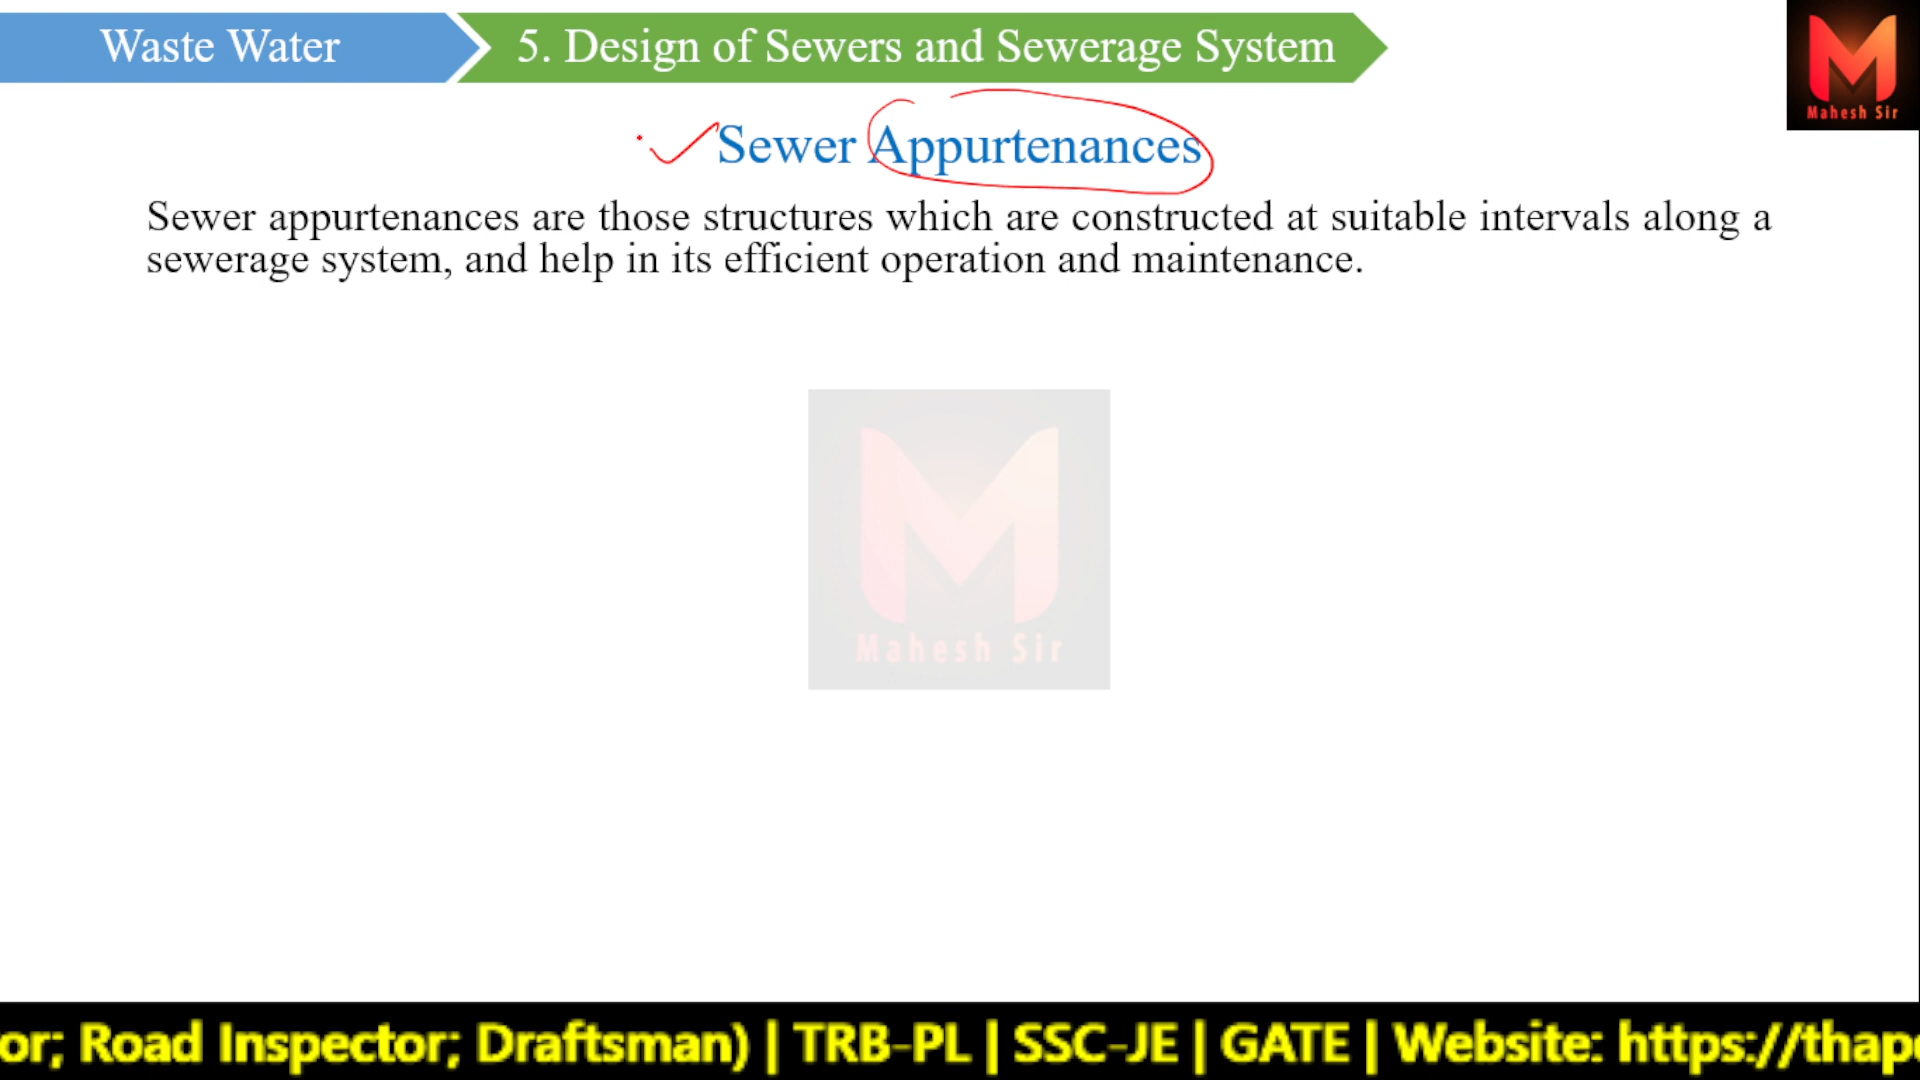 Waste Water
5. Design of Sewers and Sewerage System
Mahesh Sir
Sewer Appurtenances
Sewer appurtenances are those structures which are constructed at suitable intervals along a
sewerage system, and help in its efficient operation and maintenance.
Mahesh Sir
or; Road Inspector; Draftsman) | TRB-PL | SSC-JE | GATE | Website: https://thap